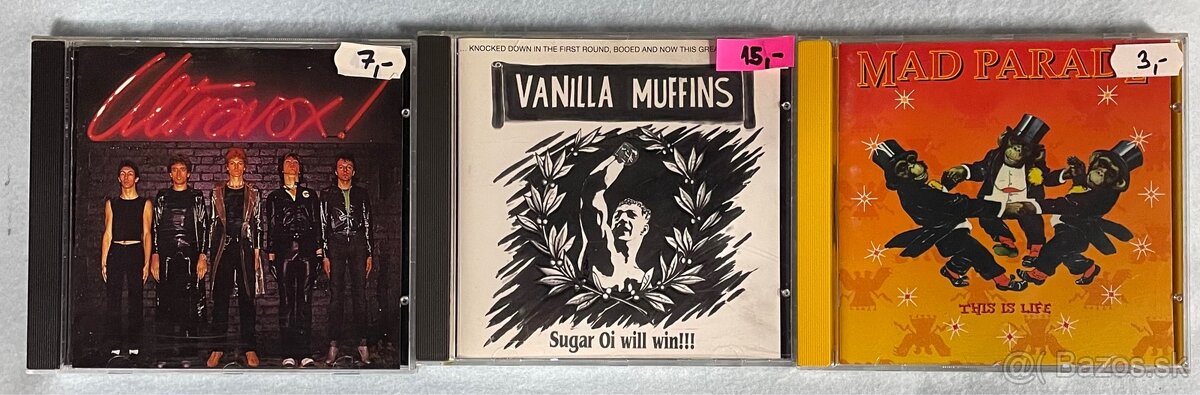 Ultravox!
7,-
... KNOCKED DOWN IN THE FIRST ROUND, BOOED AND NOW THIS GREA
15,-
VANILLA MUFFINS
Sugar Oi will win!!!
MAD PARAD
3,-
THIS IS LIFE
@( Bazos.sk